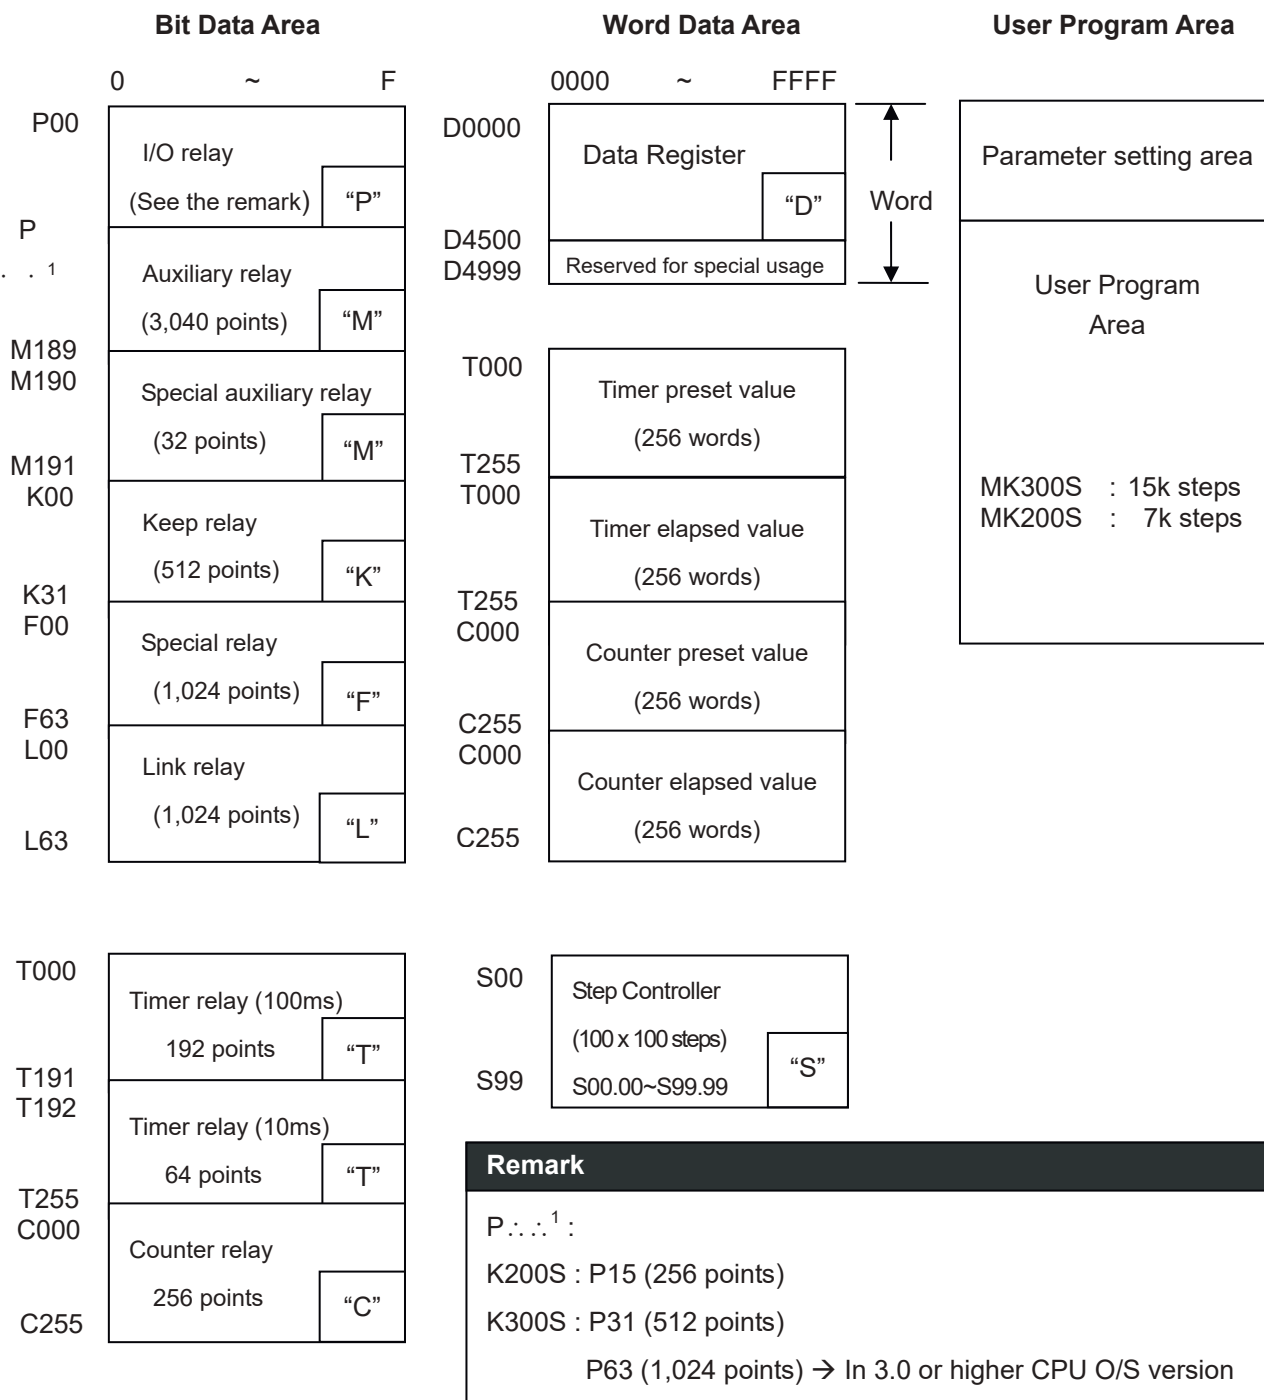 Bit Data Area
0 ~ F
P00
I/O relay
(See the remark)
“P”
P
. . 1
Auxiliary relay
(3,040 points)
“M”
M189
M190
Special auxiliary relay
(32 points)
“M”
M191
K00
Keep relay
(512 points)
“K”
K31
F00
Special relay
(1,024 points)
“F”
F63
L00
Link relay
(1,024 points)
“L”
L63
T000
Timer relay (100ms)
192 points
“T”
T191
T192
Timer relay (10ms)
64 points
“T”
T255
C000
Counter relay
256 points
“C”
C255
Word Data Area
0000 ~ FFFF
D0000
Data Register
“D”
Word
D4500
D4999
Reserved for special usage
T000
Timer preset value
(256 words)
T255
T000
Timer elapsed value
(256 words)
T255
C000
Counter preset value
(256 words)
C255
C000
Counter elapsed value
(256 words)
C255
S00
Step Controller
(100 x 100 steps)
S00.00~S99.99
“S”
S99
User Program Area
Parameter setting area
User Program
Area
MK300S : 15k steps
MK200S : 7k steps
Remark
P∴∴1 :
K200S : P15 (256 points)
K300S : P31 (512 points)
P63 (1,024 points) → In 3.0 or higher CPU O/S version